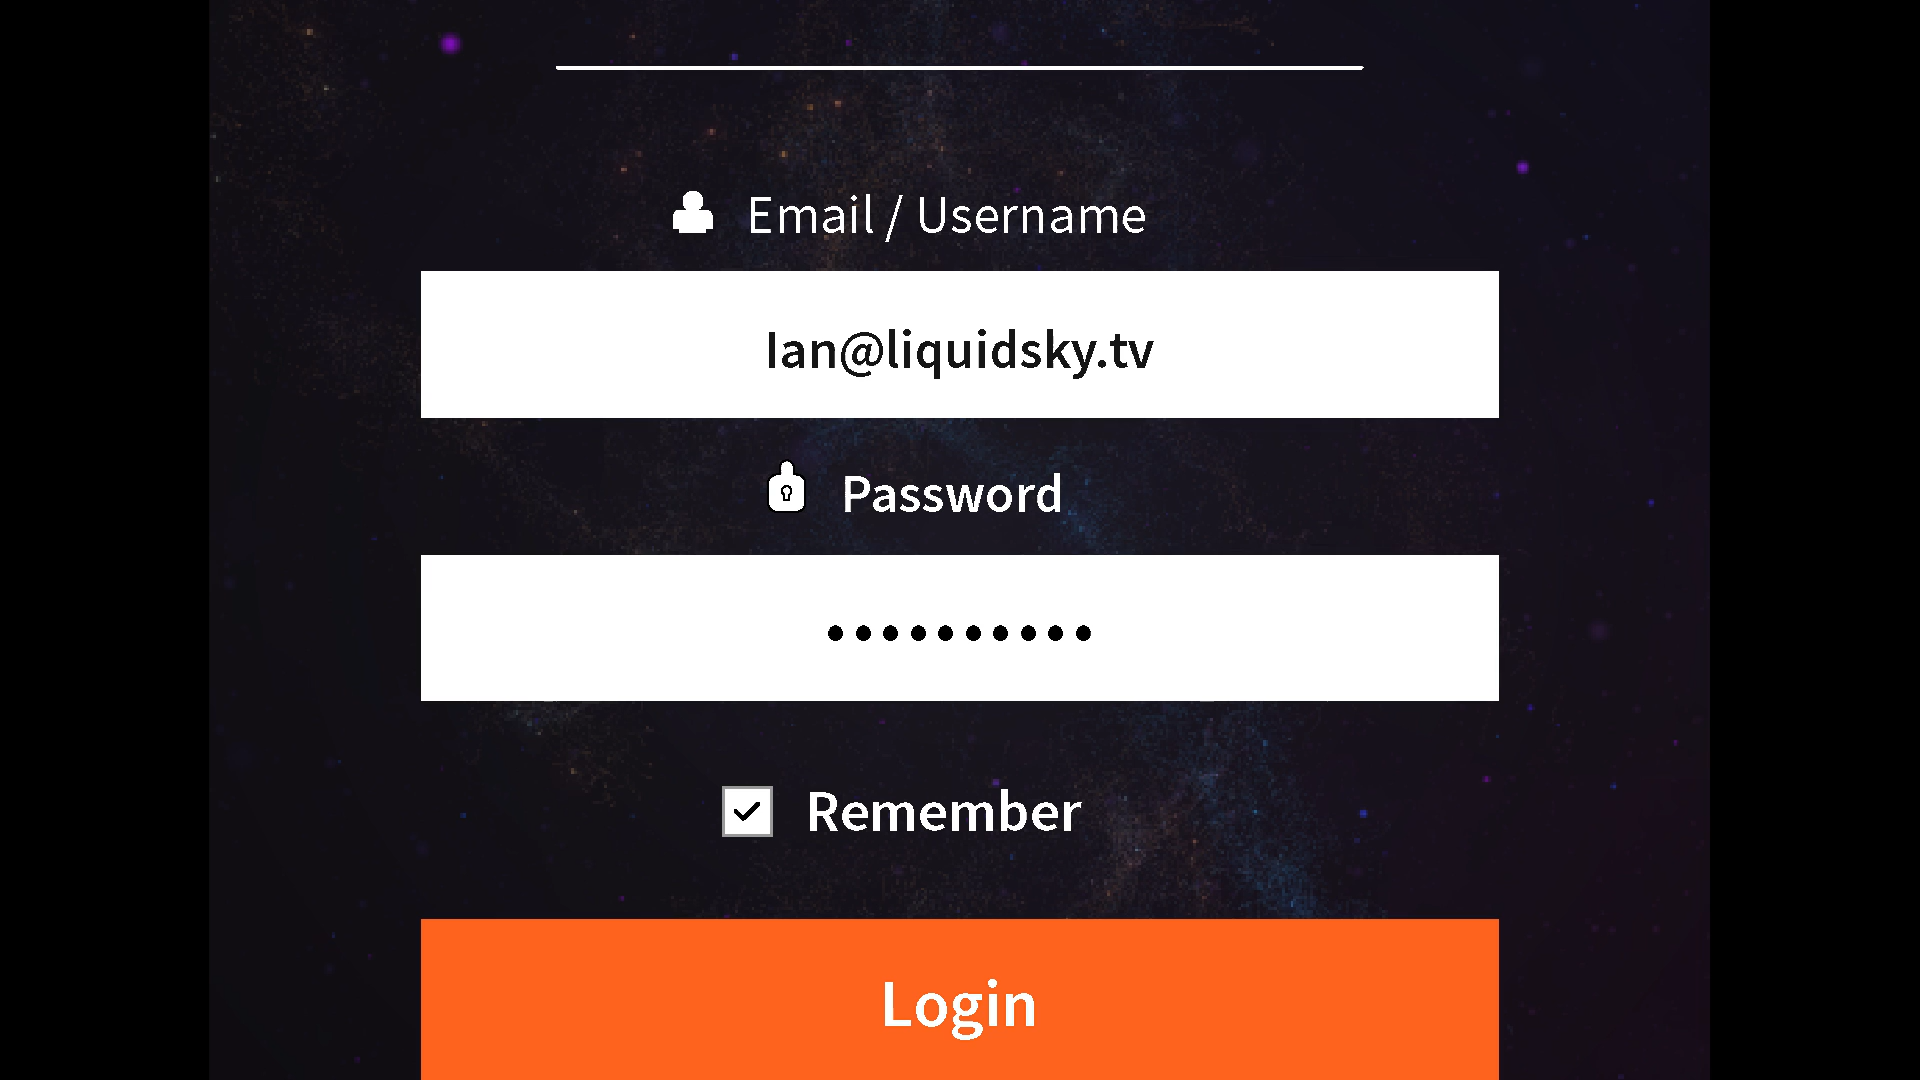 Email / Username
Ian@liquidsky.tv
Password
••••••••••
Remember
Login